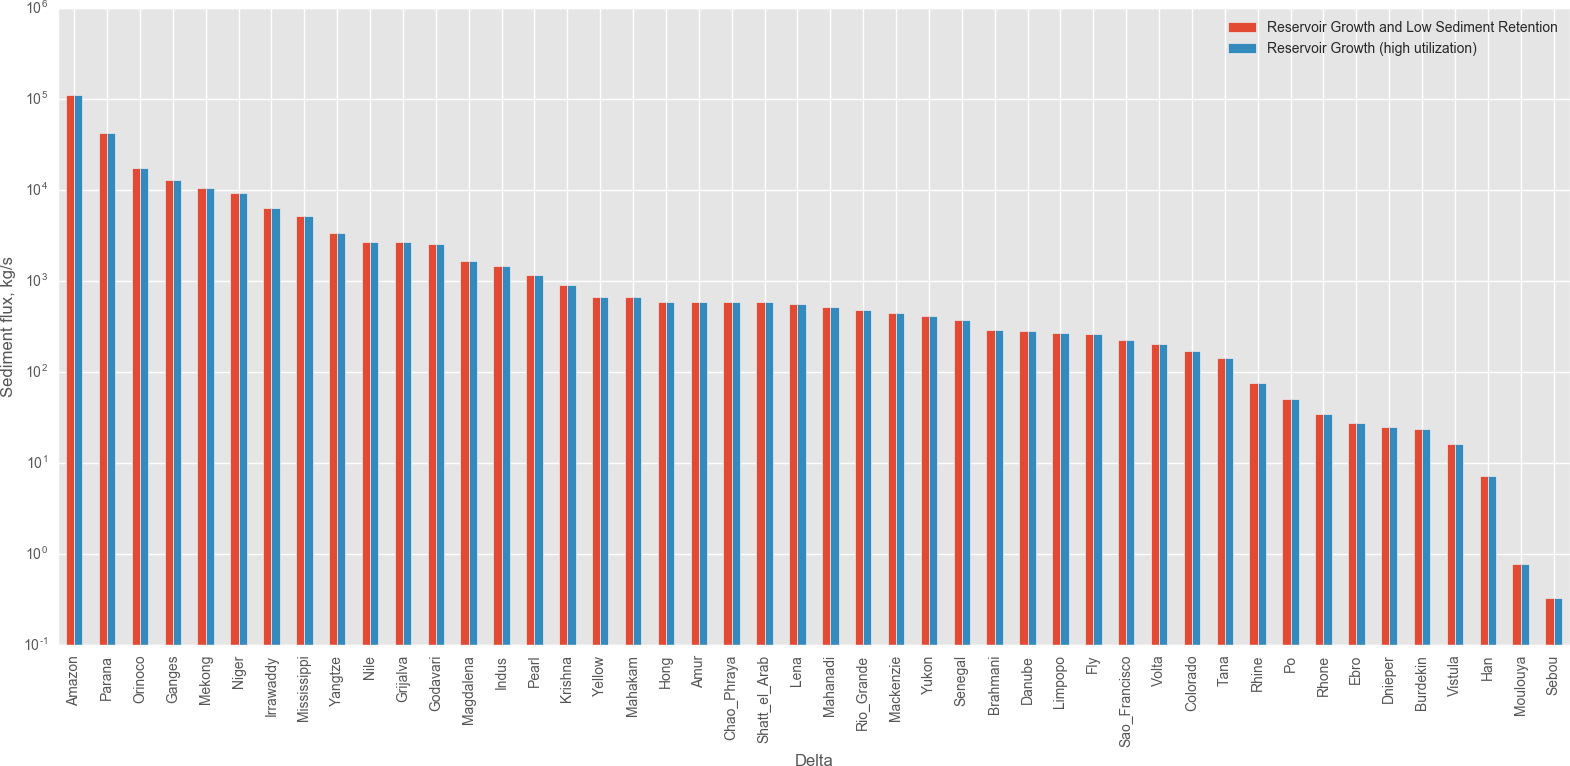 Reservoir Growth and Low Sediment Retention
Reservoir Growth (high utilization)
Sediment flux, kg/s
10^6
10^5
10^4
10^3
10^2
10^1
10^0
10^-1
Amazon
Parana
Orinoco
Ganges
Mekong
Niger
Irrawaddy
Mississippi
Yangtze
Nile
Grijalva
Godavari
Magdalena
Indus
Pearl
Krishna
Yellow
Mahakam
Hong
Amur
Chao_Phraya
Shatt_el_Arab
Lena
Mahanadi
Rio_Grande
Mackenzie
Yukon
Senegal
Brahmani
Danube
Limpopo
Fly
Sao_Francisco
Volta
Colorado
Tana
Rhine
Po
Rhone
Ebro
Dnieper
Burdekin
Vistula
Han
Moulouya
Sebou
Delta